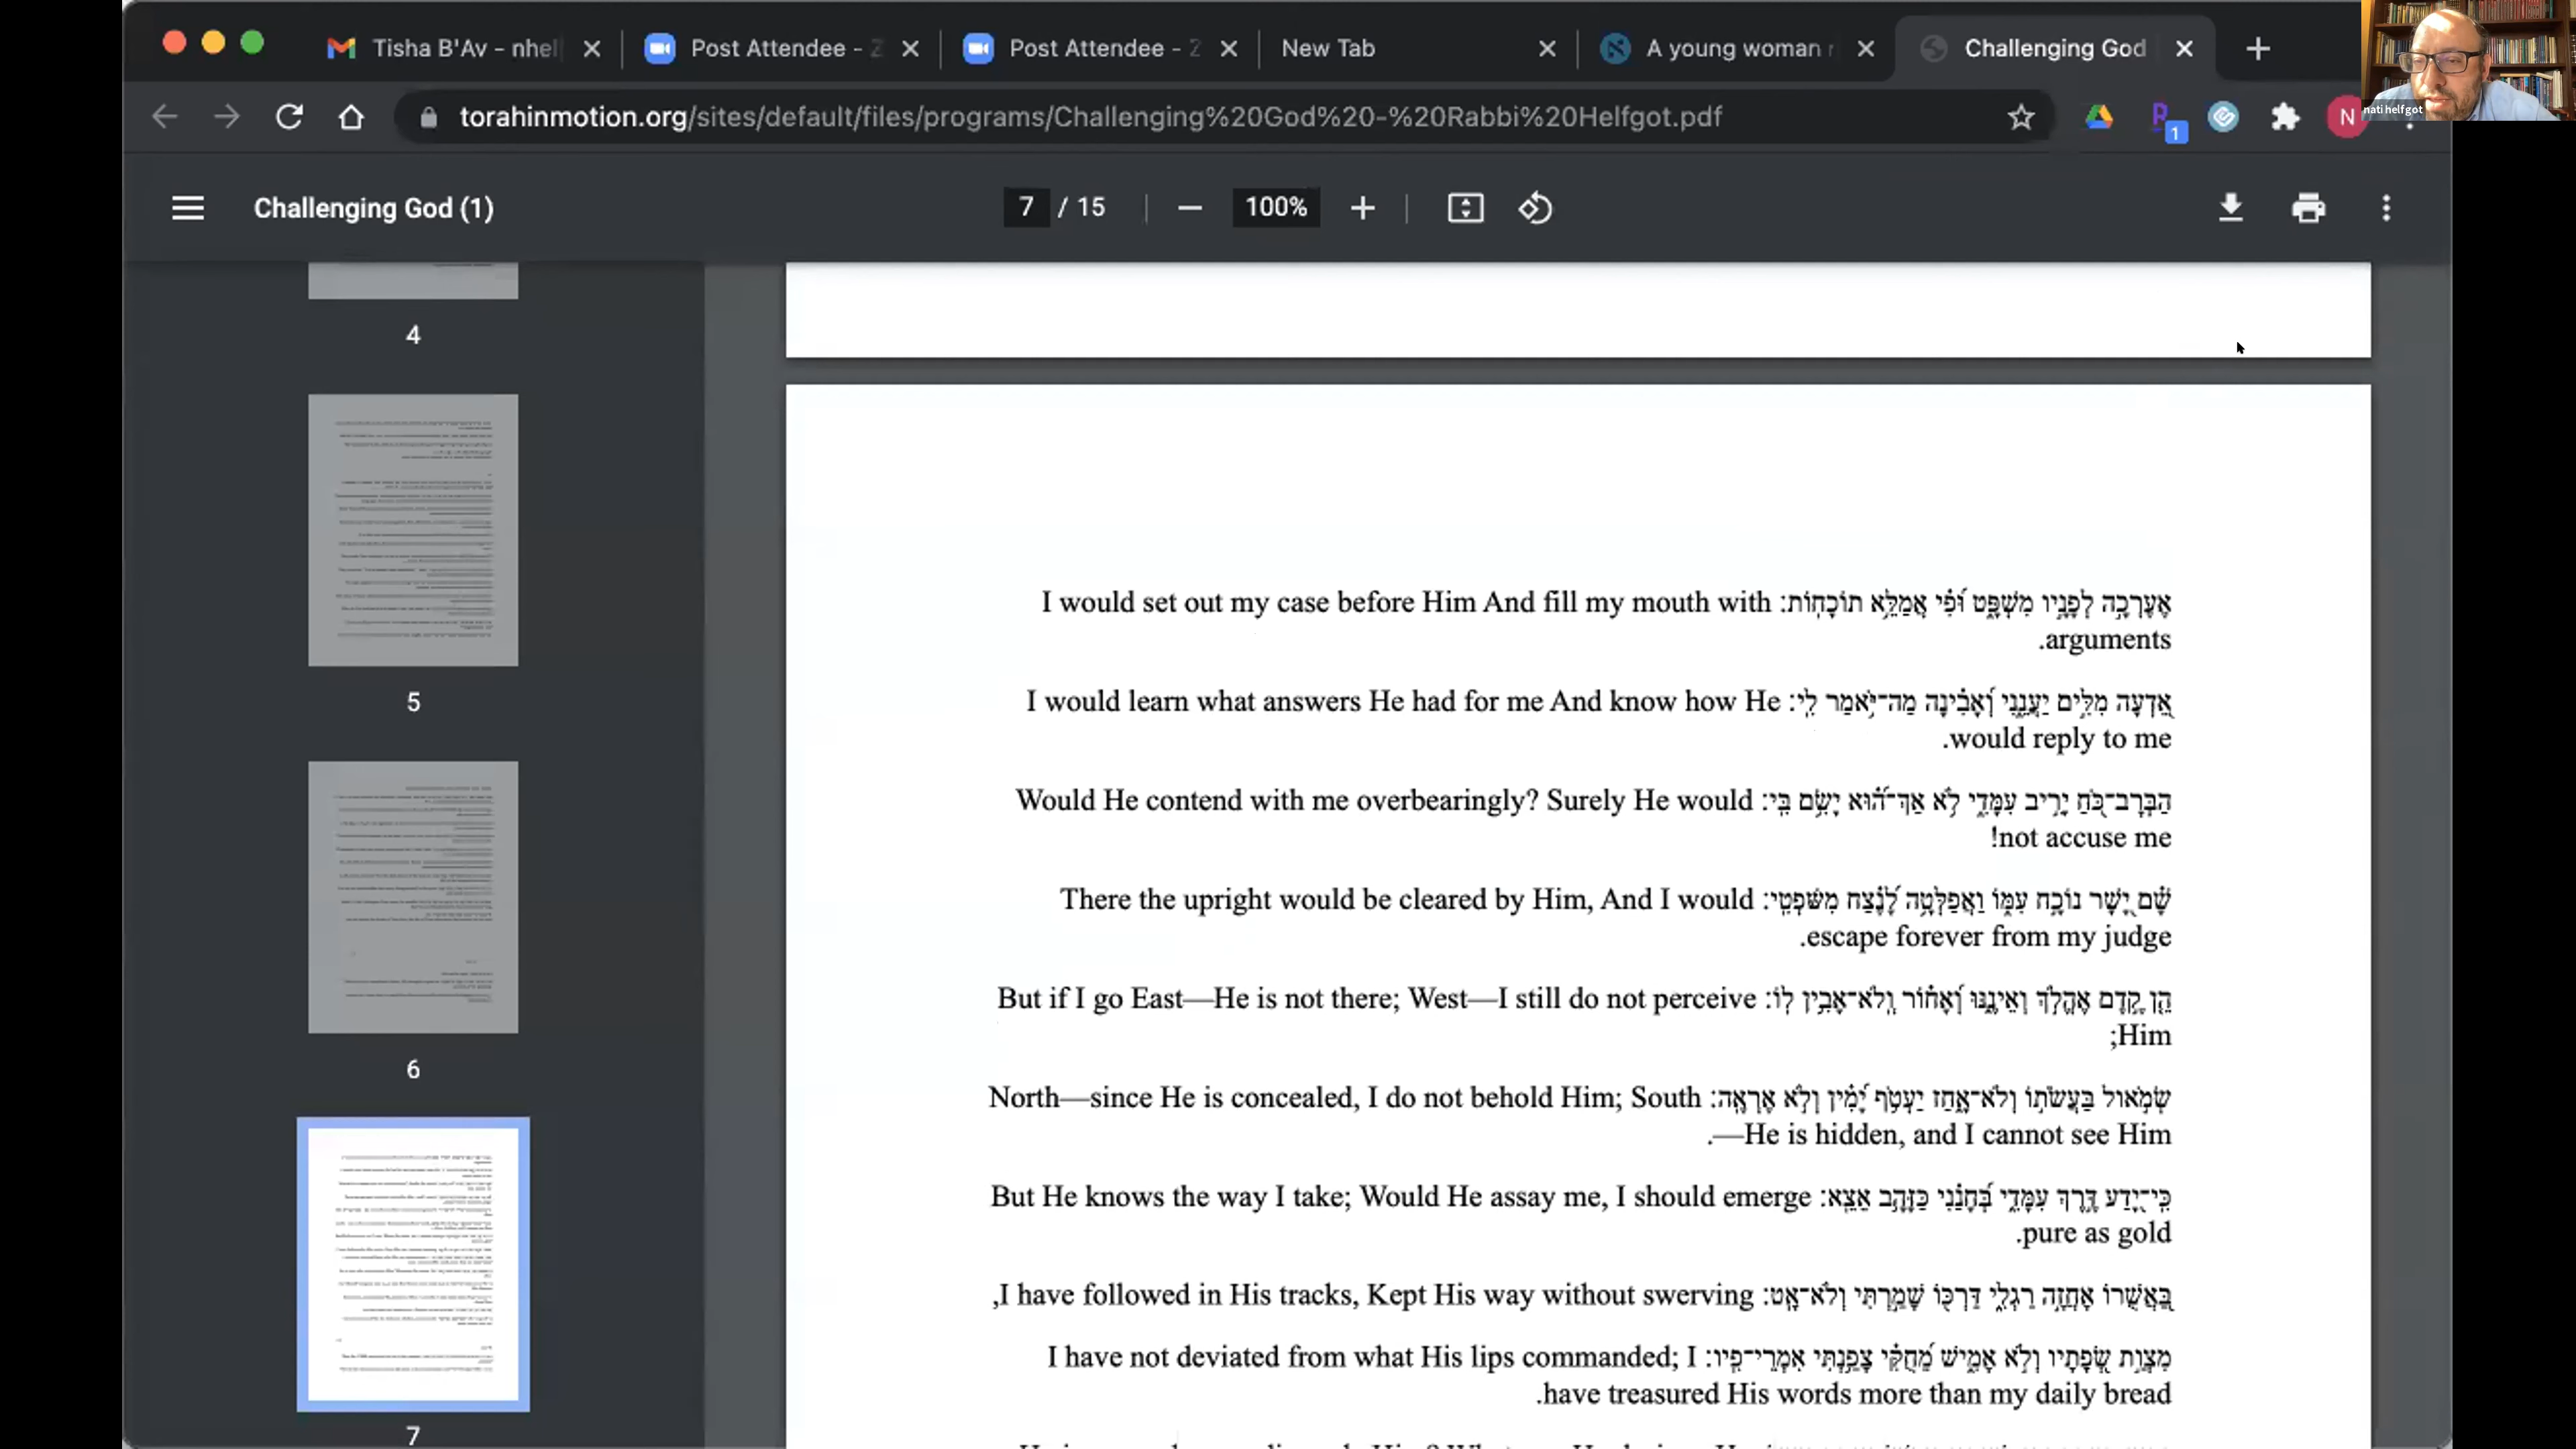 Tisha B'Av – nhel
Post Attendee - Z
Post Attendee - Z
New Tab
A young woman
Challenging God
torahinmotion.org/sites/default/files/programs/Challenging%20God%20-%20Rabbi%20Helfgot.pdf
1
N
nati helfgot
Challenging God (1)
7 / 15
100%
4
5
6
7
אֶעֶרְכָ֣ה לְפָנָ֣יו מִשְׁפָּ֑ט וּ֝פִ֗י אֲמַלֵּ֥א תוֹכָחֽוֹת׃ I would set out my case before Him And fill my mouth with
arguments.
אֵ֭דְעָה מִלִּ֣ים יַעֲנֵ֑נִי וְ֝אָבִ֗ינָה מַה־יֹּ֥אמַר לִֽי׃ I would learn what answers He had for me And know how He
would reply to me.
הַבְּרָב־כֹּ֭חַ יָרִ֣יב עִמָּדִ֑י לֹ֥א אַךְ־ה֝֗וּא יָשִׂ֥ם בִּֽי׃ Would He contend with me overbearingly? Surely He would
not accuse me!
שָׁ֗ם יָ֭שָׁר נוֹכָ֣ח עִמּ֑וֹ וַאֲפַלְּטָ֥ה לָ֝נֶ֗צַח מִשֹּׁפְטִֽי׃ There the upright would be cleared by Him, And I would
escape forever from my judge.
הֵ֤ן קֶ֣דֶם אֶהֱלֹ֣ךְ וְאֵינֶ֑נּוּ וְ֝אָח֗וֹר וְֽלֹא־אָבִ֥ין לֽוֹ׃ But if I go East—He is not there; West—I still do not perceive
Him;
שְׂמֹ֣אול בַּעֲשֹׂת֣וֹ וְלֹא־אָ֑חַז יַעְטֹ֥ף יָ֝מִ֗ין וְלֹ֣א אֶרְאֶֽה׃ North—since He is concealed, I do not behold Him; South
—He is hidden, and I cannot see Him.
כִּֽי־יָ֭דַע דֶּ֣רֶךְ עִמָּדִ֑י בְּ֝חָנַ֗נִי כַּזָּהָ֥ב אֵצֵֽא׃ But He knows the way I take; Would He assay me, I should emerge
pure as gold.
בַּ֭אֲשֻׁרוֹ אָחֲזָ֣ה רַגְלִ֑י דַּרְכּ֖וֹ שָׁמַ֣רְתִּי וְלֹא־אָֽט׃ I have followed in His tracks, Kept His way without swerving,
מִצְוַ֣ת שְׂ֭פָתָיו וְלֹ֣א אָמִ֑ישׁ מֵ֝חֻקִּ֗י צָפַ֥נְתִּי אִמְרֵי־פִֽיו׃ I have not deviated from what His lips commanded; I
have treasured His words more than my daily bread.